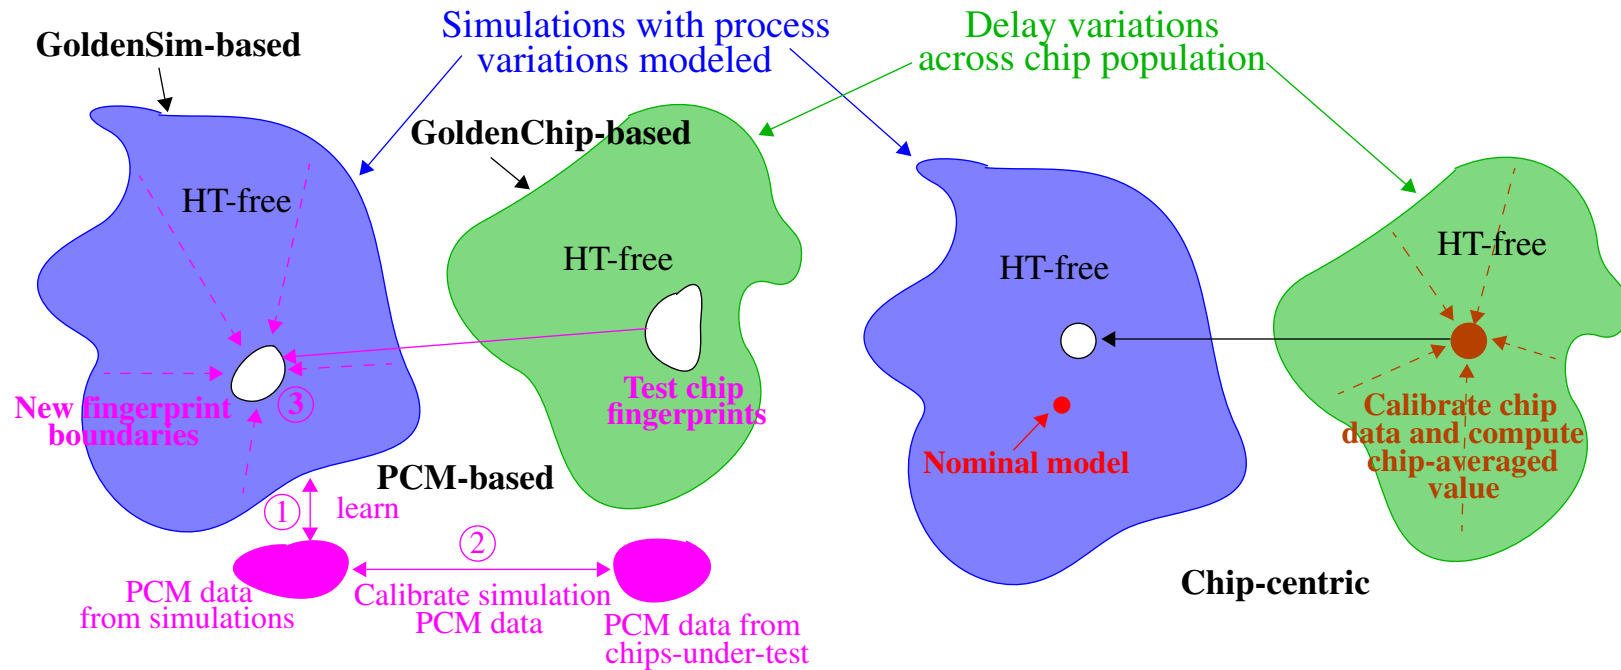 GoldenSim-based
Simulations with process
variations modeled
Delay variations
across chip population
GoldenChip-based
HT-free
HT-free
HT-free
HT-free
New fingerprint
boundaries
3
Test chip
fingerprints
Nominal model
Calibrate chip
data and compute
chip-averaged
value
PCM-based
1
learn
2
PCM data
from simulations
Calibrate simulation
PCM data
PCM data from
chips-under-test
Chip-centric